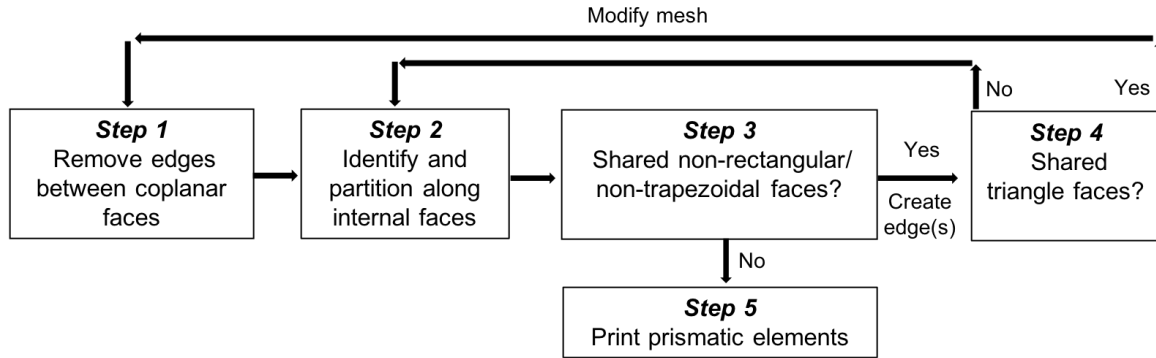 Modify mesh
Step 1
Remove edges
between coplanar
faces
Step 2
Identify and
partition along
internal faces
Step 3
Shared non-rectangular/
non-trapezoidal faces?
Yes
Create
edge(s)
No
Yes
Step 4
Shared
triangle faces?
No
Step 5
Print prismatic elements